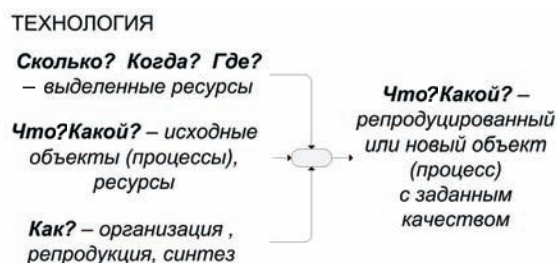 ТЕХНОЛОГИЯ
Сколько? Когда? Где?
– выделенные ресурсы
Что?Какой? – исходные
объекты (процессы),
ресурсы
Как? – организация ,
репродукция, синтез
Что?Какой? –
репродуцированный
или новый объект
(процесс)
с заданным
качеством